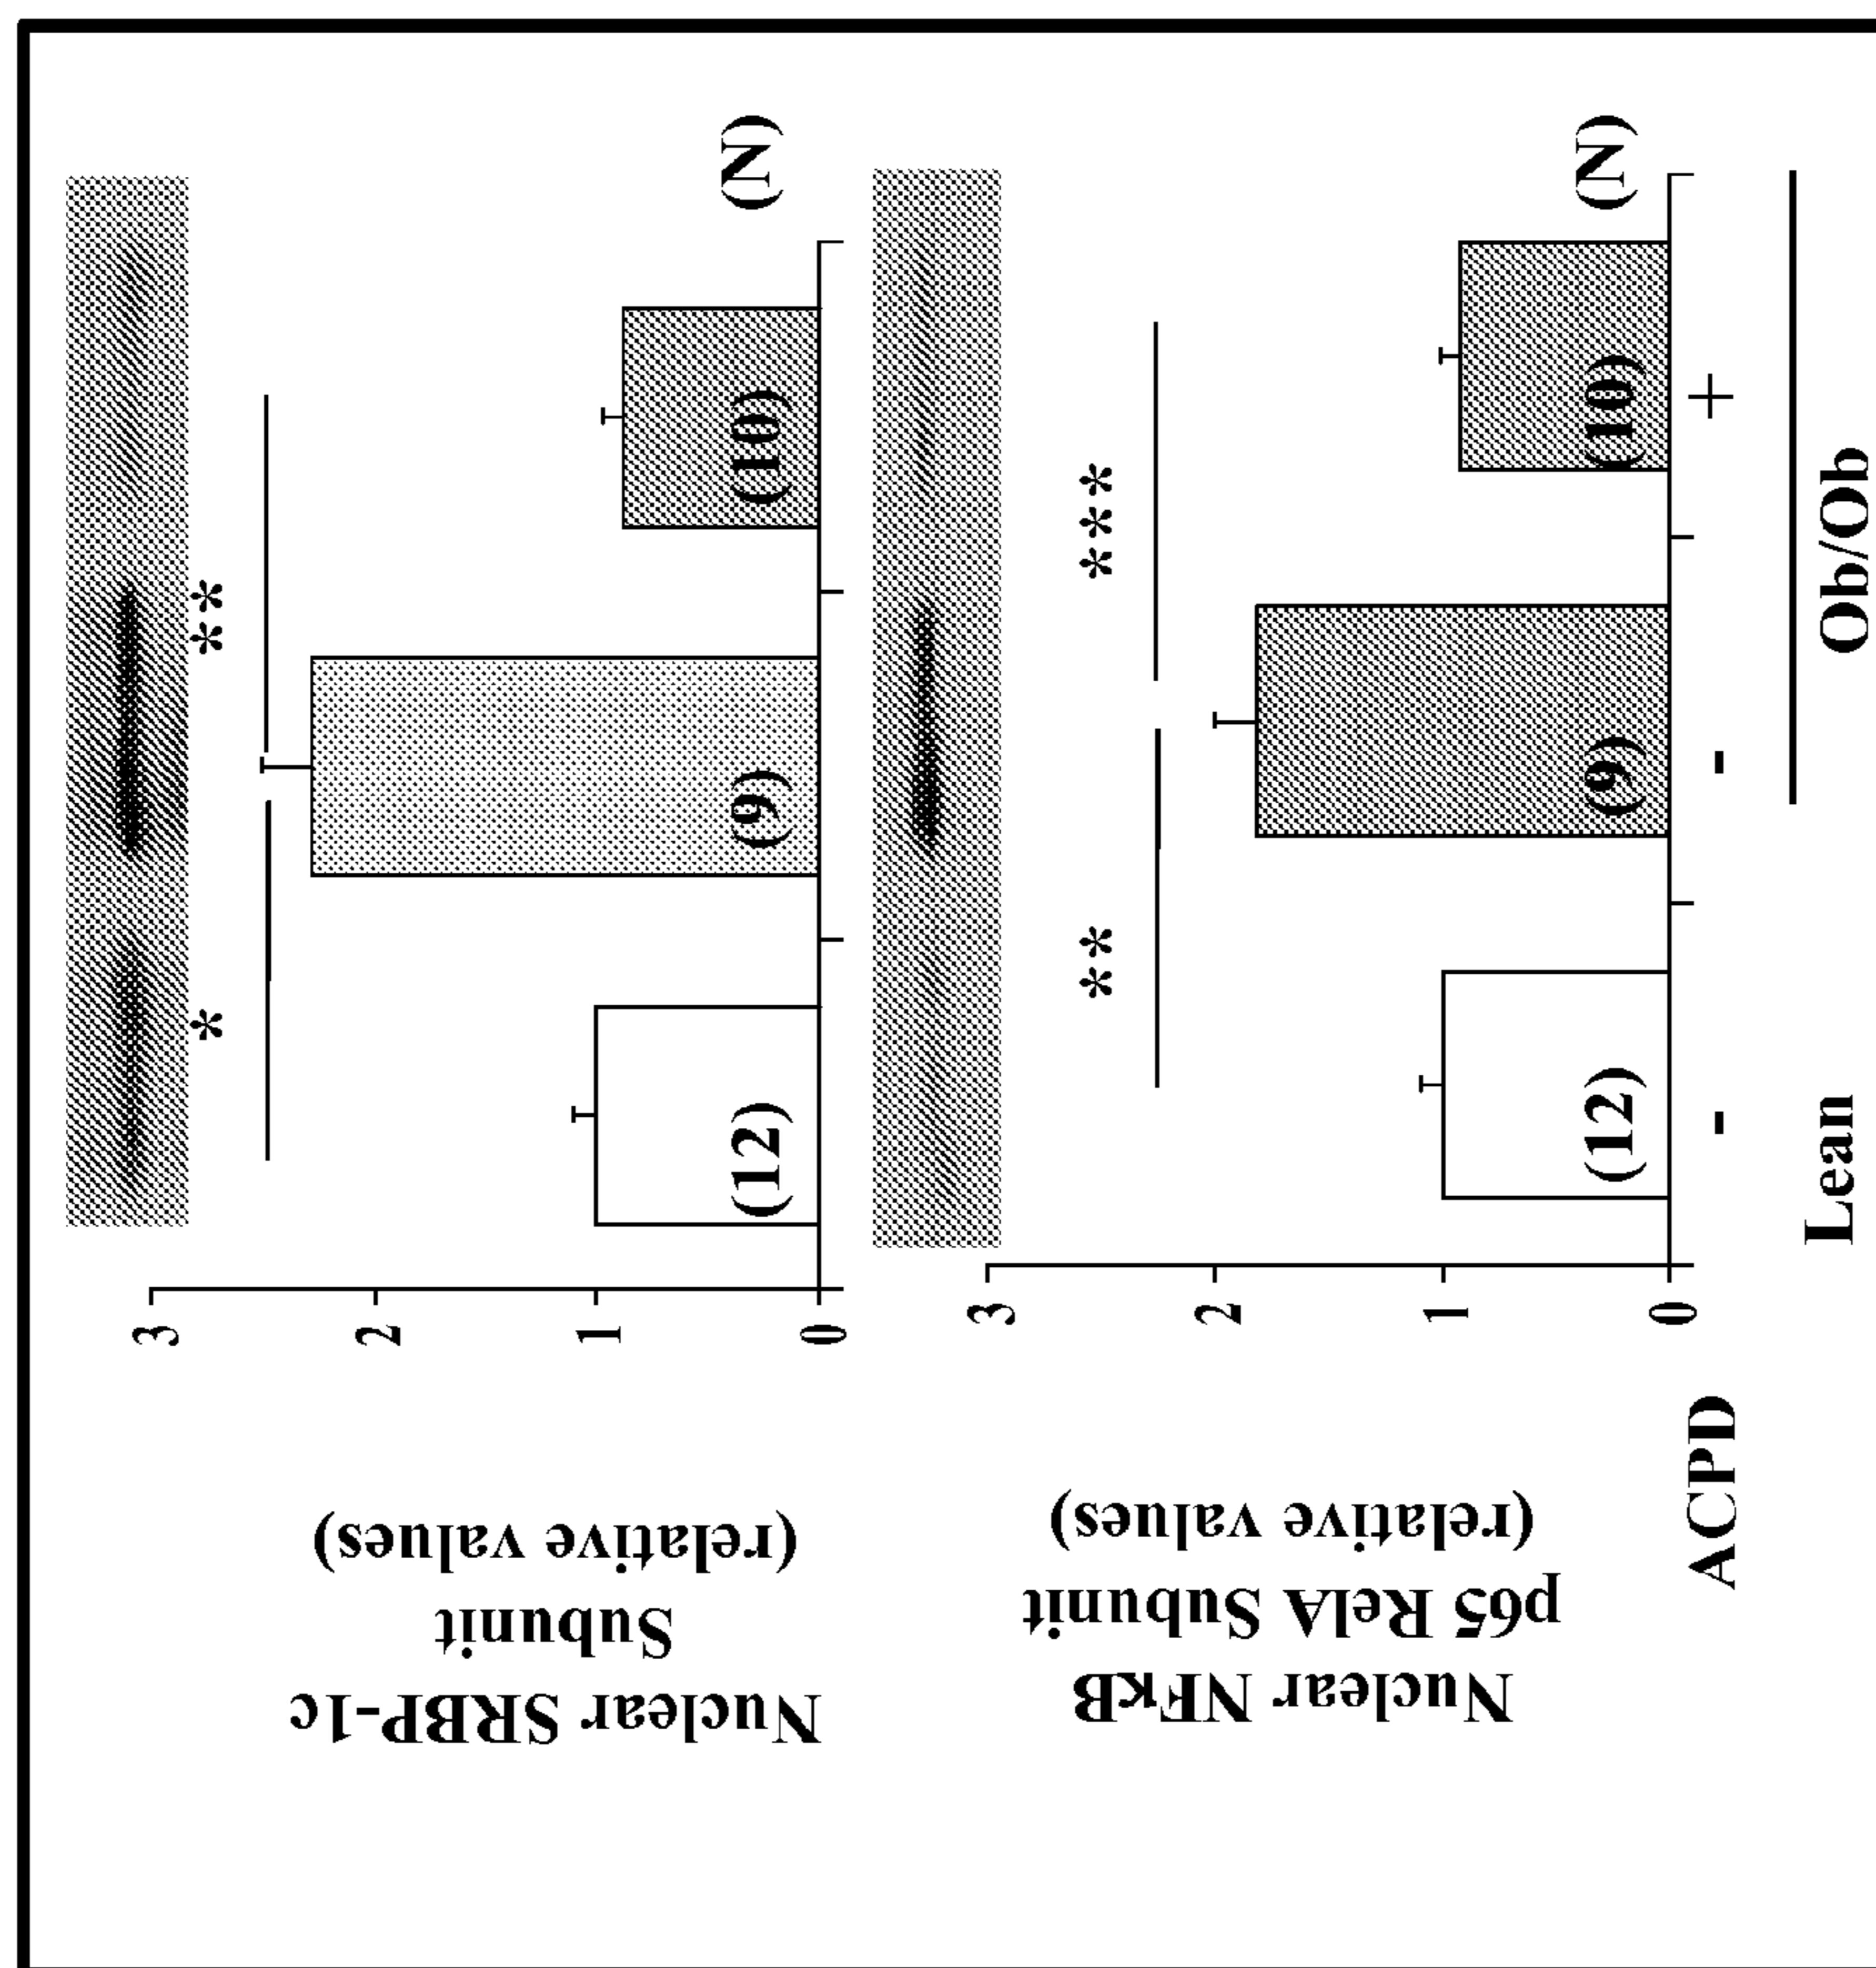 Nuclear SRBP-1c
Subunit
(relative values)
3
2
1
0
*
**
(12)
(9)
(10)
(N)
Nuclear NFκB
p65 RelA Subunit
(relative values)
3
2
1
0
**
***
(12)
(9)
(10)
(N)
ACPD - - +
Lean Ob/Ob